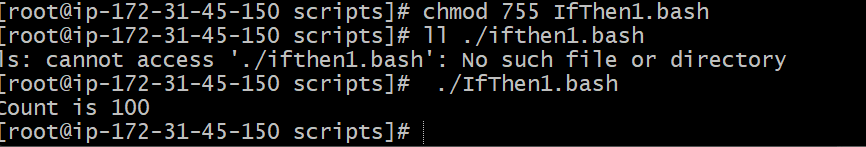 [root@ip-172-31-45-150 scripts]# chmod 755 IfThen1.bash
[root@ip-172-31-45-150 scripts]# ll ./ifthen1.bash
ls: cannot access './ifthen1.bash': No such file or directory
[root@ip-172-31-45-150 scripts]#  ./IfThen1.bash
Count is 100
[root@ip-172-31-45-150 scripts]#